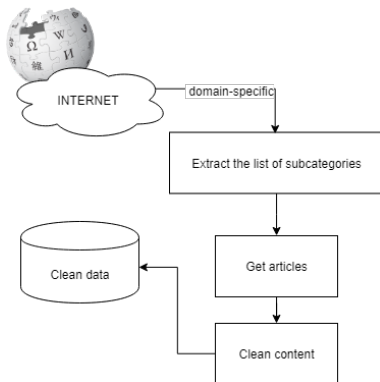 INTERNET
domain-specific
Extract the list of subcategories
Get articles
Clean data
Clean content